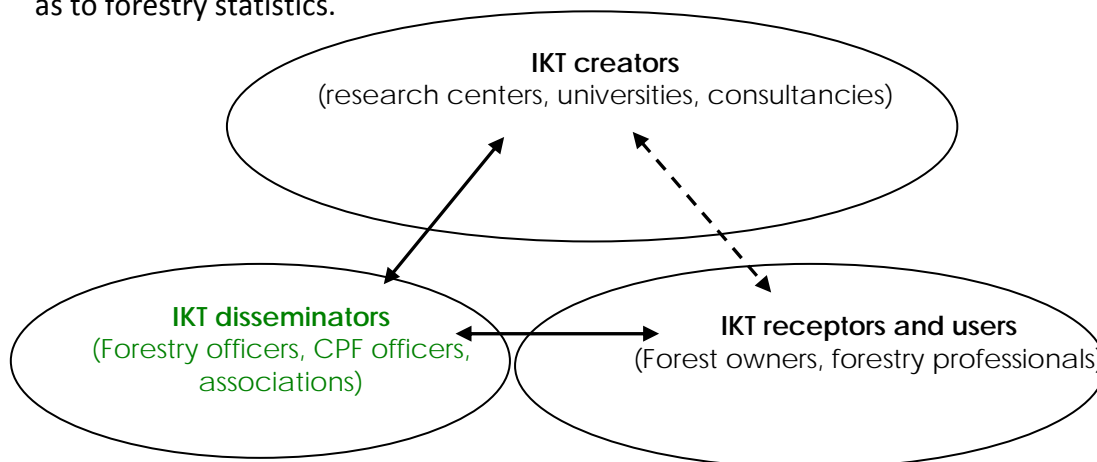 as to forestry statistics.
IKT creators
(research centers, universities, consultancies)
IKT disseminators
(Forestry officers, CPF officers,
associations)
IKT receptors and users
(Forest owners, forestry professionals)